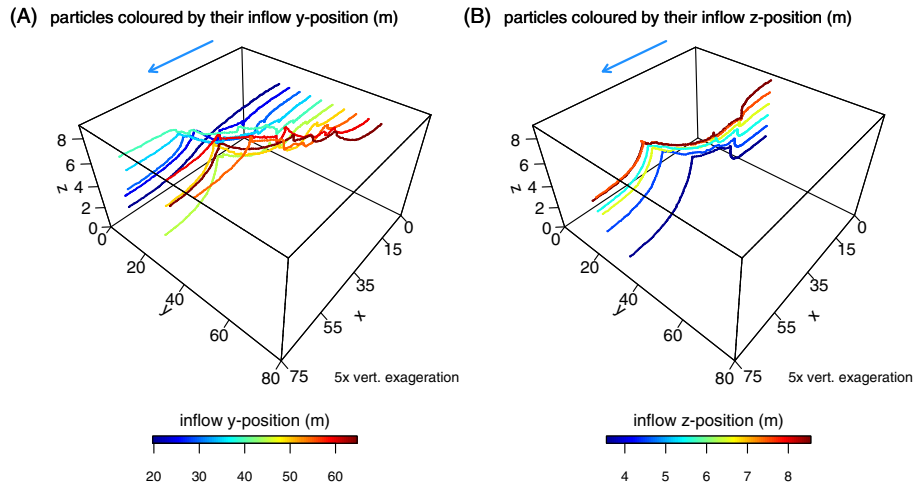 (A) particles coloured by their inflow y-position (m)
8
6
4
2
0
z
0
20
40
60
80
y
0
15
35
55
75
x
5x vert. exageration
inflow y-position (m)
20 30 40 50 60
(B) particles coloured by their inflow z-position (m)
8
6
4
2
0
z
0
20
40
60
80
y
0
15
35
55
75
x
5x vert. exageration
inflow z-position (m)
4 5 6 7 8